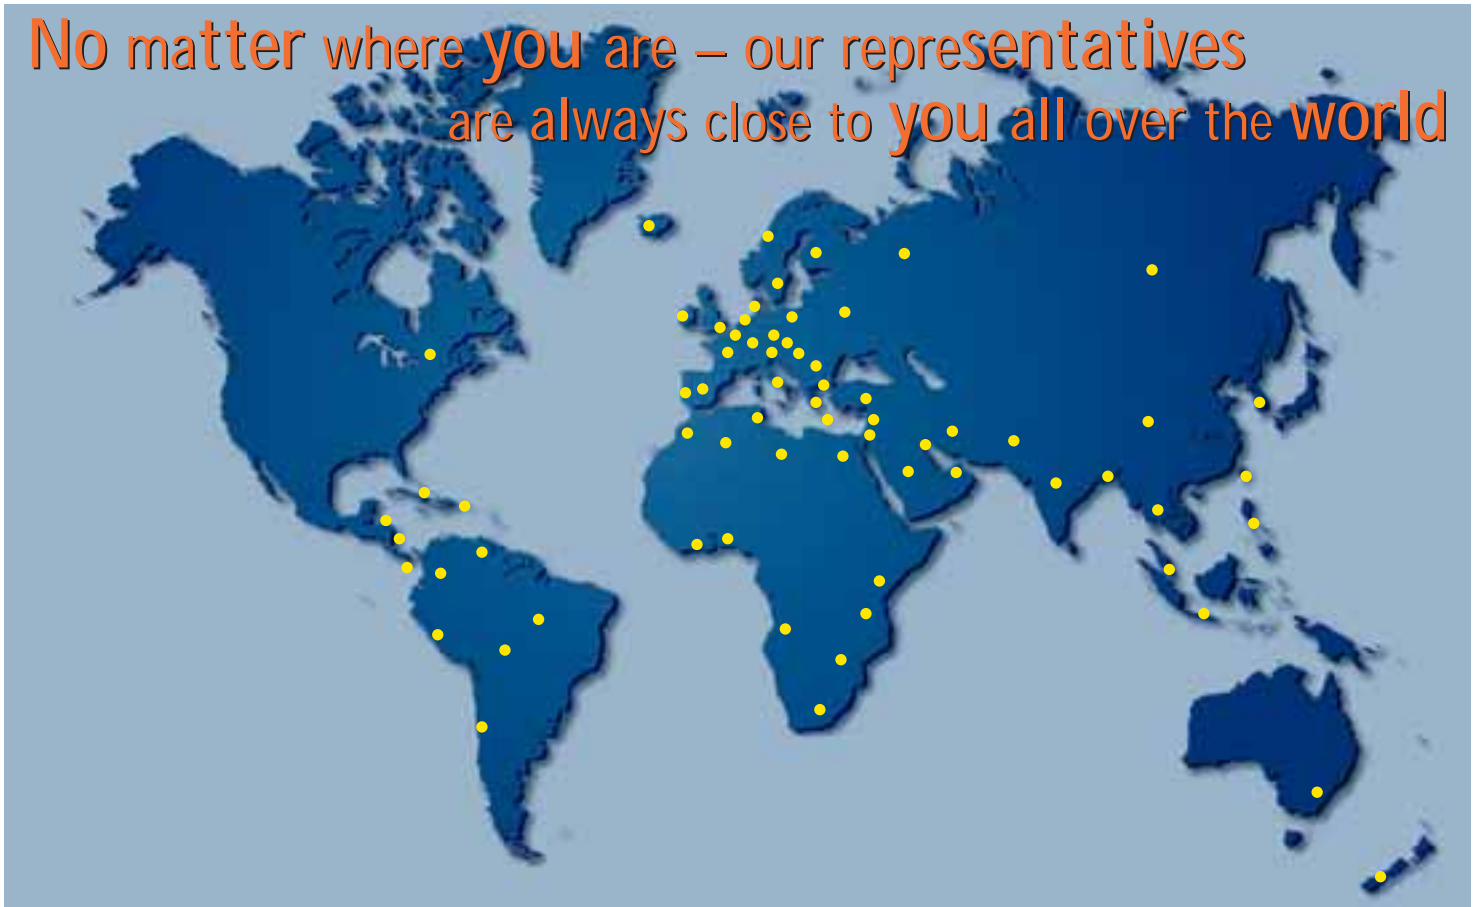 No matter where you are – our representatives
are always close to you all over the world